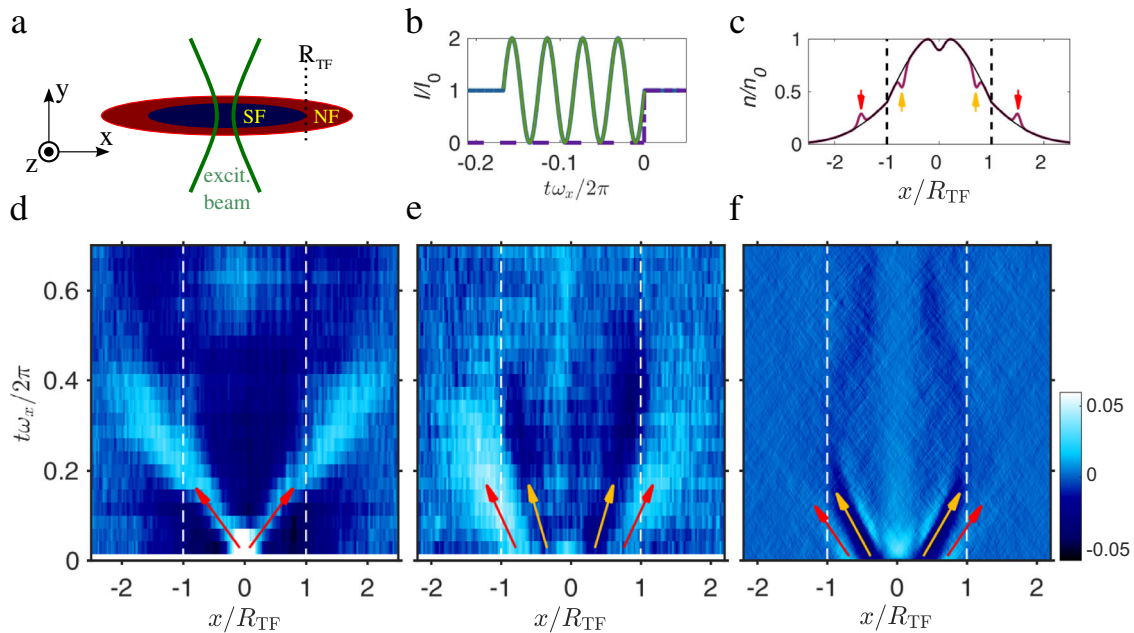 a
b
c
R_TF
SF
NF
y
x
z
excit.
beam
I/I_0
2
1
0
-0.2
-0.1
0
tω_x/2π
n/n_0
1
0.5
0
-2
-1
0
1
2
x/R_TF
d
e
f
tω_x/2π
0.6
0.4
0.2
0
-2
-1
0
1
2
x/R_TF
-2
-1
0
1
2
x/R_TF
-2
-1
0
1
2
x/R_TF
0.05
0
-0.05